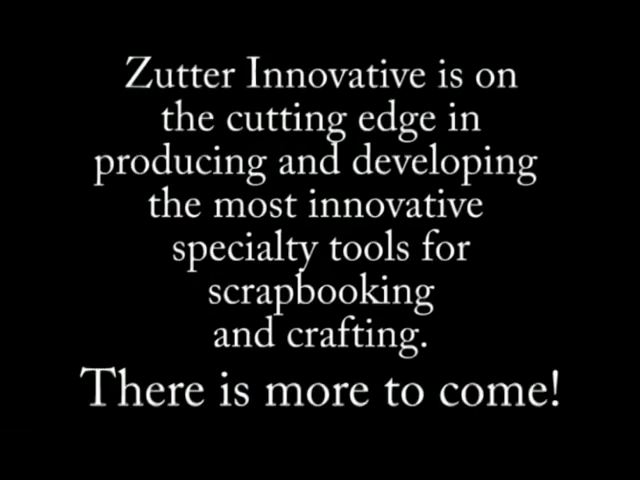 Zutter Innovative is on
the cutting edge in
producing and developing
the most innovative
specialty tools for
scrapbooking
and crafting.
There is more to come!